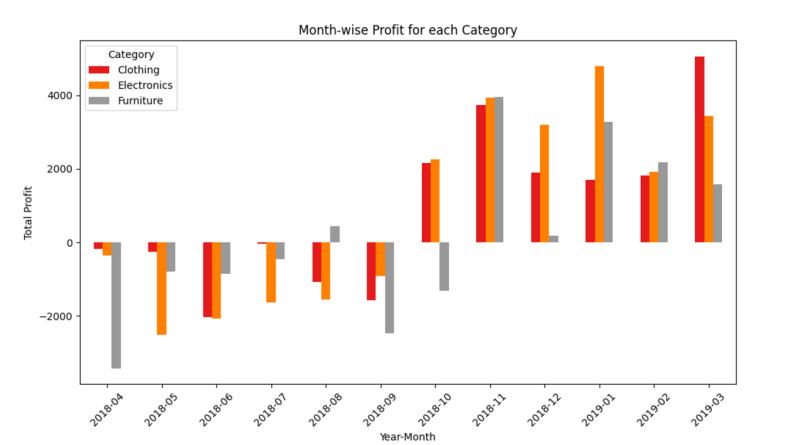 Month-wise Profit for each Category
Category
Clothing
Electronics
Furniture
4000
2000
0
−2000
Total Profit
2018-04
2018-05
2018-06
2018-07
2018-08
2018-09
2018-10
2018-11
2018-12
2019-01
2019-02
2019-03
Year-Month